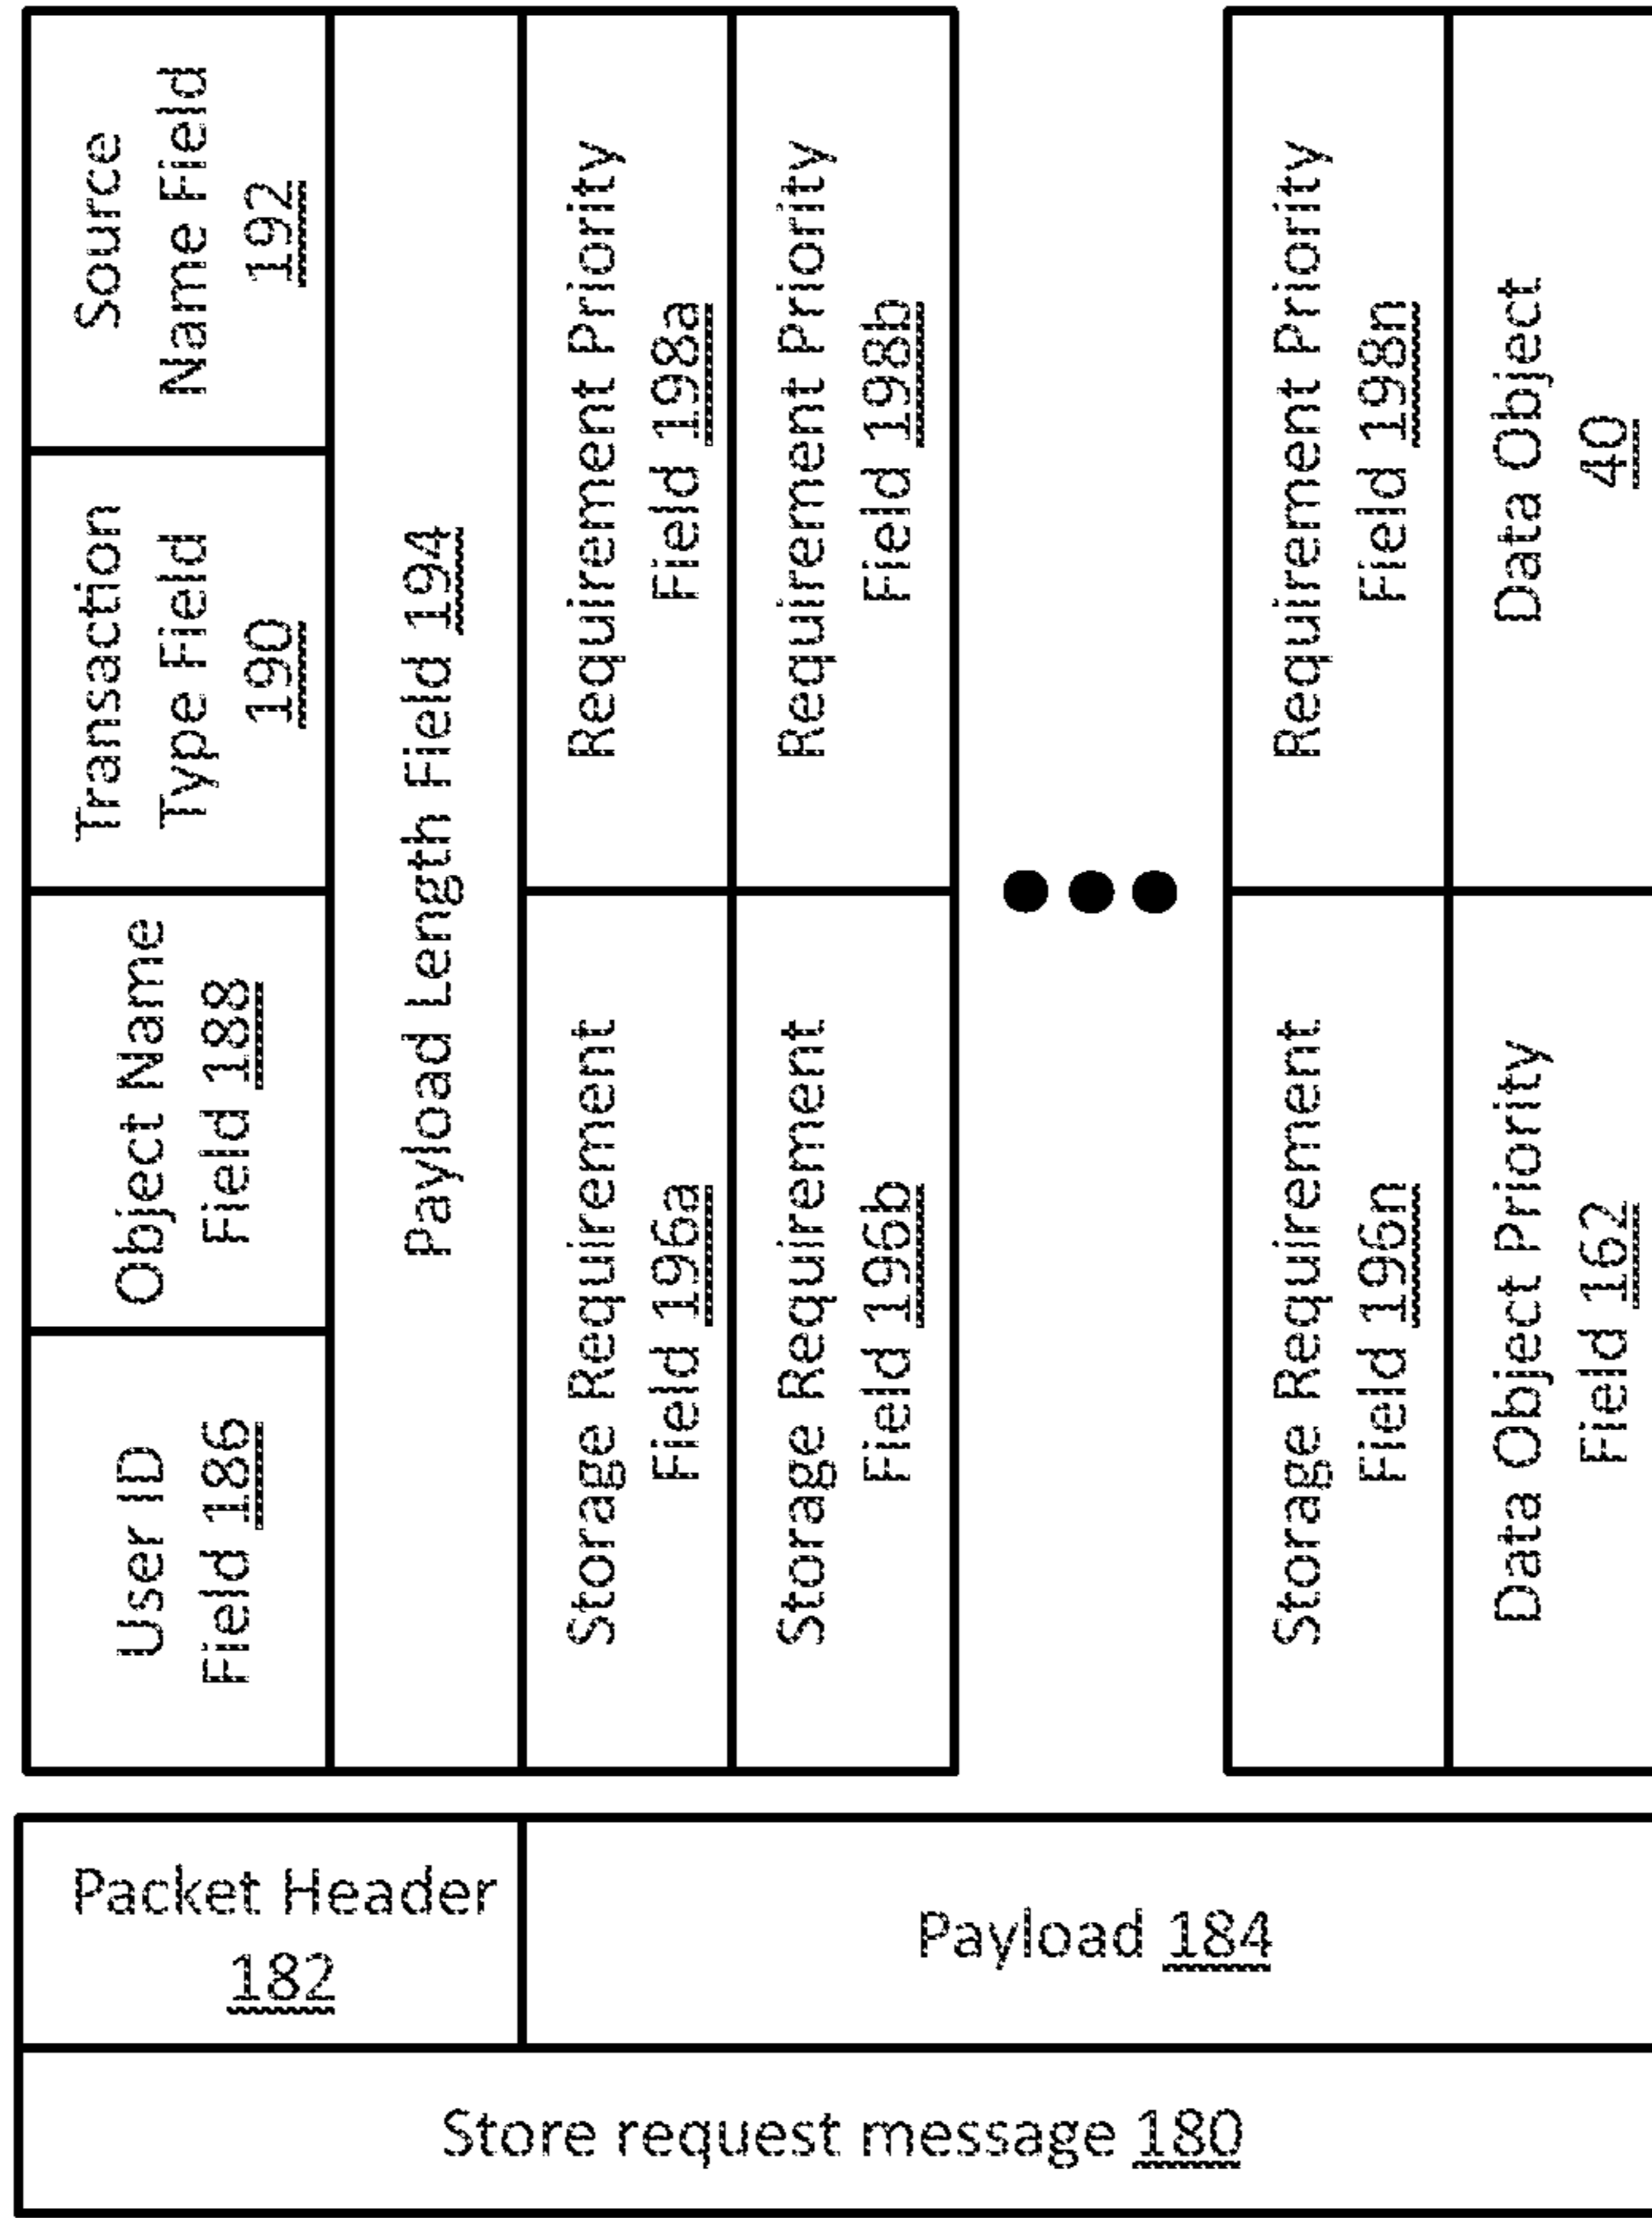 Store request message 180
Packet Header
182
Payload 184
User ID
Field 186
Object Name
Field 188
Transaction
Type Field
190
Source
Name Field
192
Payload Length Field 194
Storage Requirement
Field 196a
Requirement Priority
Field 198a
Storage Requirement
Field 196b
Requirement Priority
Field 198b
Storage Requirement
Field 196n
Requirement Priority
Field 198n
Data Object Priority
Field 162
Data Object
40